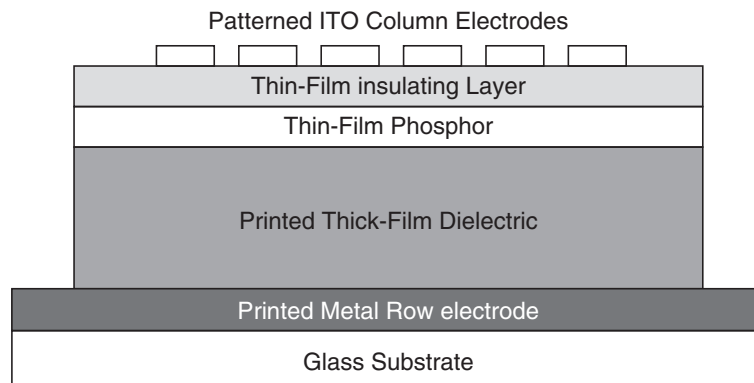 Patterned ITO Column Electrodes
Thin-Film insulating Layer
Thin-Film Phosphor
Printed Thick-Film Dielectric
Printed Metal Row electrode
Glass Substrate